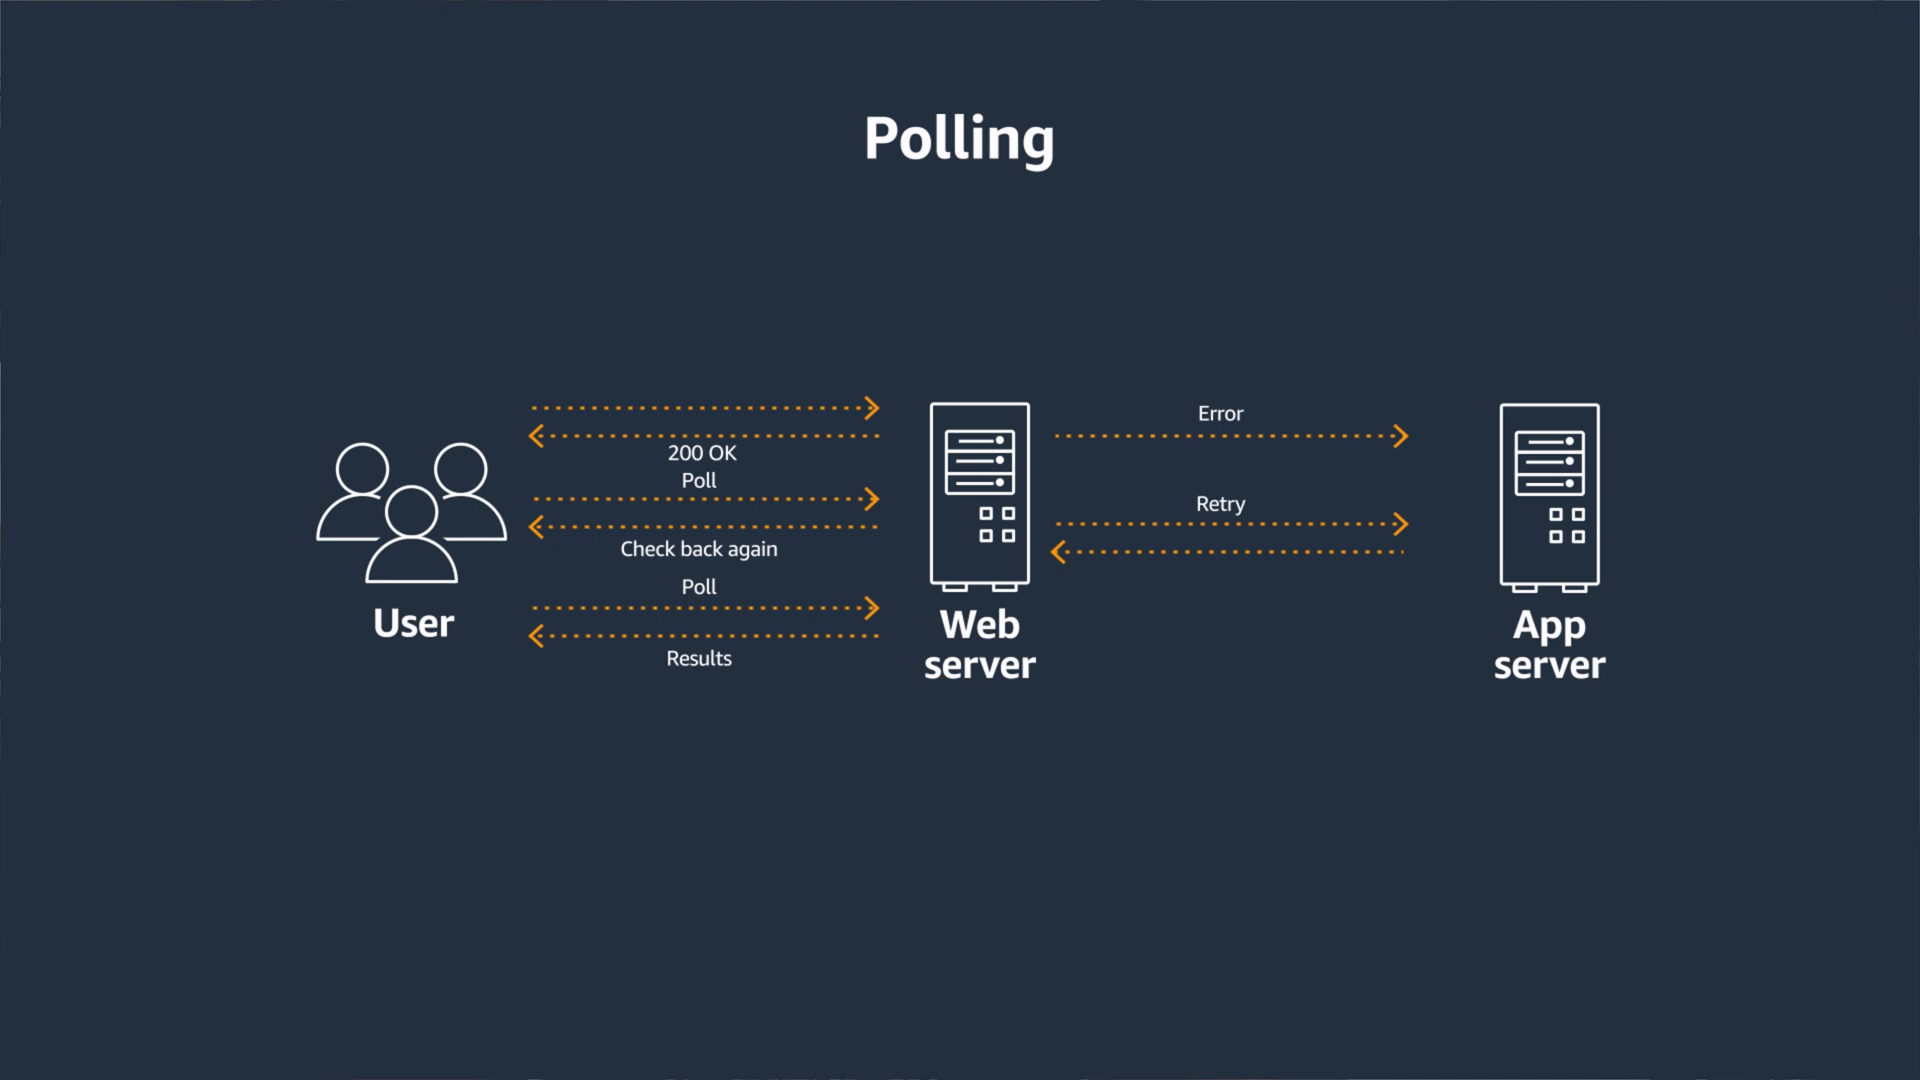 Polling
200 OK
Poll
Check back again
Poll
Results
Error
Retry
User
Web
server
App
server